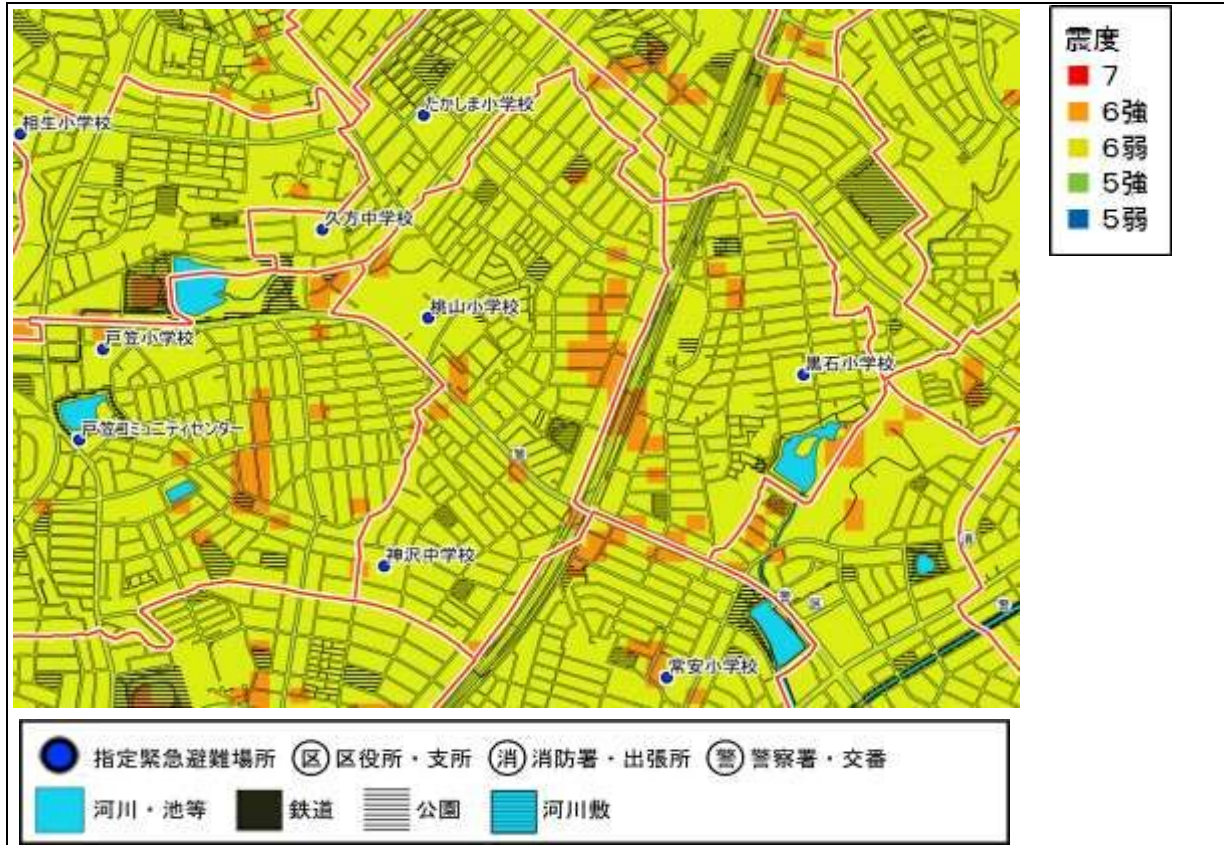 震度
7
6強
6弱
5強
5弱
相生小学校
たかしま小学校
久方中学校
桃山小学校
戸笠小学校
黒石小学校
戸笠コミュニティセンター
警
神沢中学校
消
警
区
警
常安小学校
指定緊急避難場所 区 区役所・支所 消 消防署・出張所 警 警察署・交番
河川・池等 鉄道 公園 河川敷